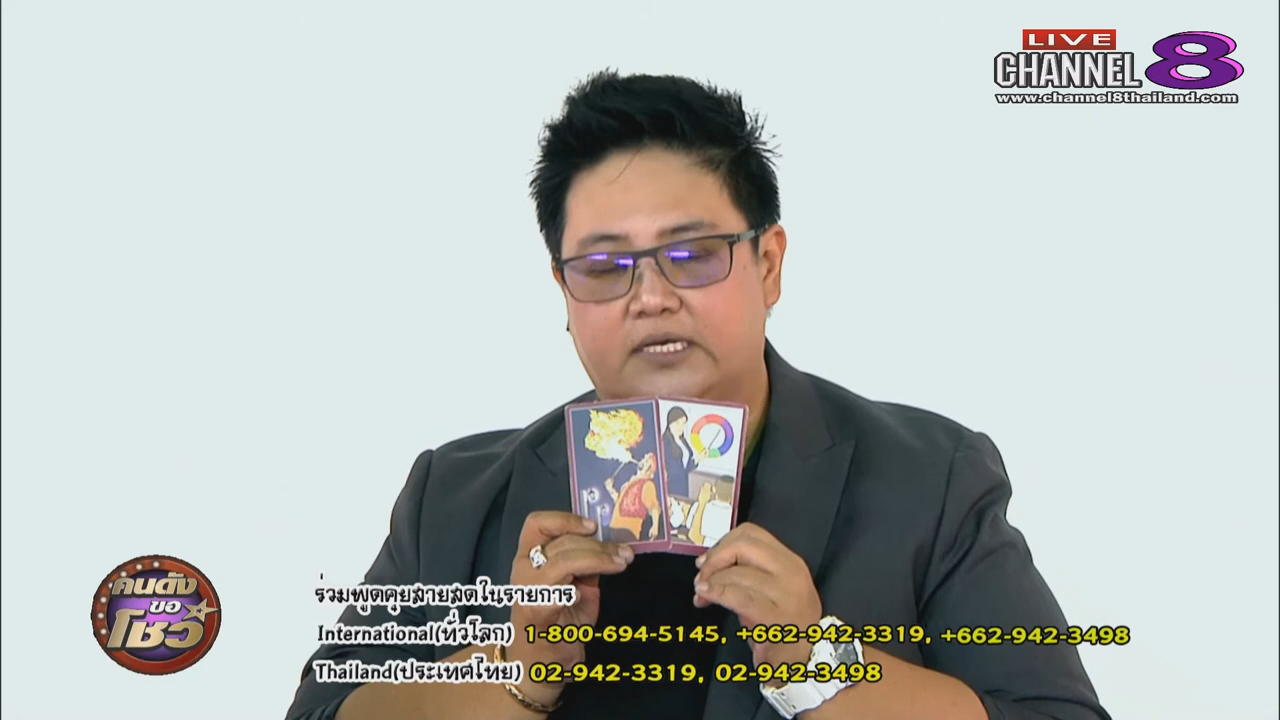 LIVE
CHANNEL 8
www.channel8thailand.com
คนดัง
ขอ
โชว์
ร่วมพูดคุยสายสดในรายการ
International(ทั่วโลก) 1-800-694-5145, +662-942-3319, +662-942-3498
Thailand(ประเทศไทย) 02-942-3319, 02-942-3498